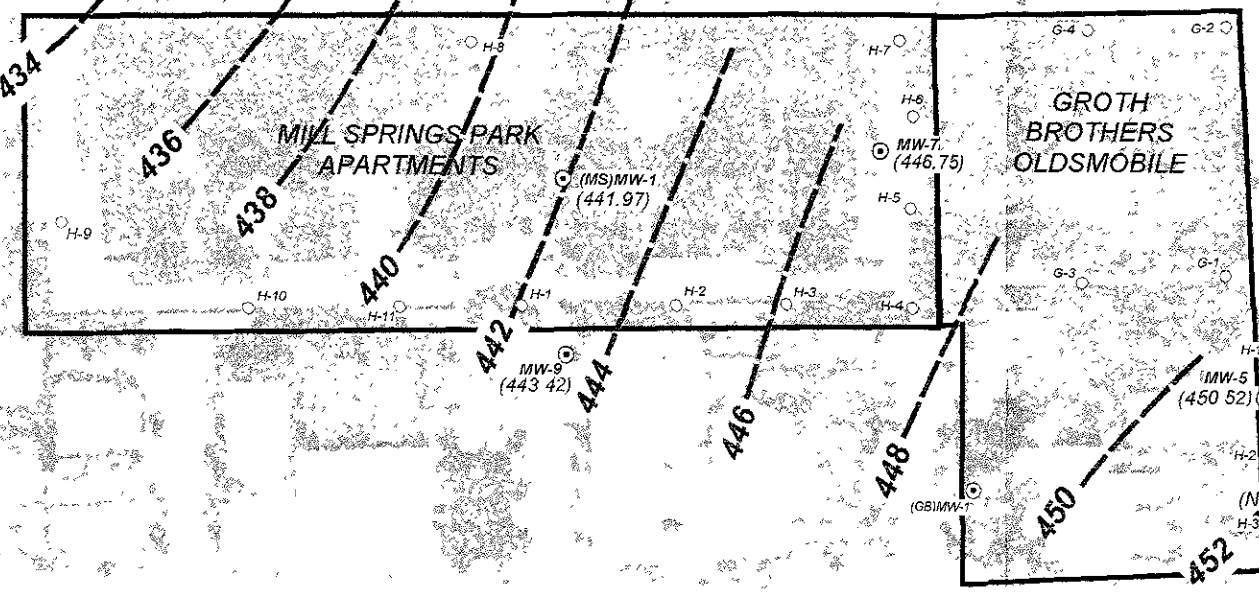 G-4
G-2
H-8
H-7
434
H-6
GROTH
BROTHERS
OLDSMOBILE
MILL SPRINGS PARK
APARTMENTS
436
MW-7
(446.75)
(MS)MW-1
(441.97)
438
H-5
H-9
440
G-3
G-1
H-10
H-11
H-1
H-2
H-3
H-4
442
MW-9
(443 42)
444
MW-5
(450 52)
446
448
H-2
(GB)MW-1
450
(N
H-3
452